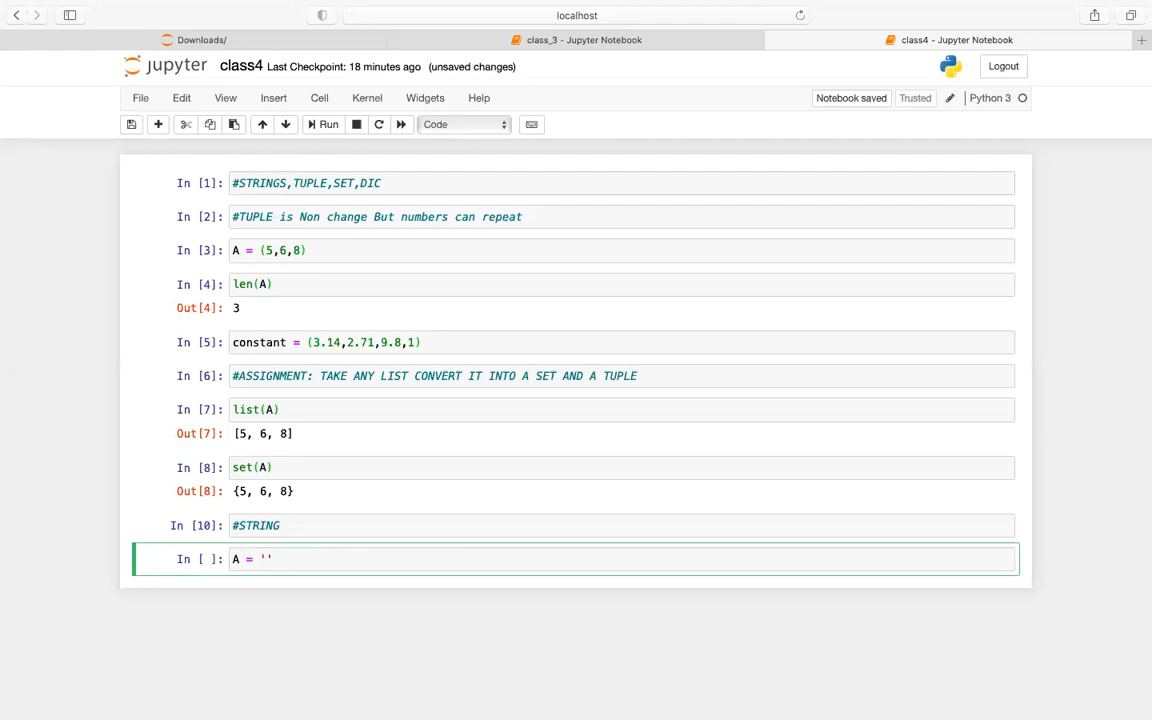 localhost
Downloads/
class_3 - Jupyter Notebook
class4 - Jupyter Notebook
jupyter class4 Last Checkpoint: 18 minutes ago (unsaved changes)
Logout
File Edit View Insert Cell Kernel Widgets Help
Notebook saved Trusted Python 3
Run Code
In [1]: #STRINGS,TUPLE,SET,DIC
In [2]: #TUPLE is Non change But numbers can repeat
In [3]: A = (5,6,8)
In [4]: len(A)
Out[4]: 3
In [5]: constant = (3.14,2.71,9.8,1)
In [6]: #ASSIGNMENT: TAKE ANY LIST CONVERT IT INTO A SET AND A TUPLE
In [7]: list(A)
Out[7]: [5, 6, 8]
In [8]: set(A)
Out[8]: {5, 6, 8}
In [10]: #STRING
In [ ]: A = ''